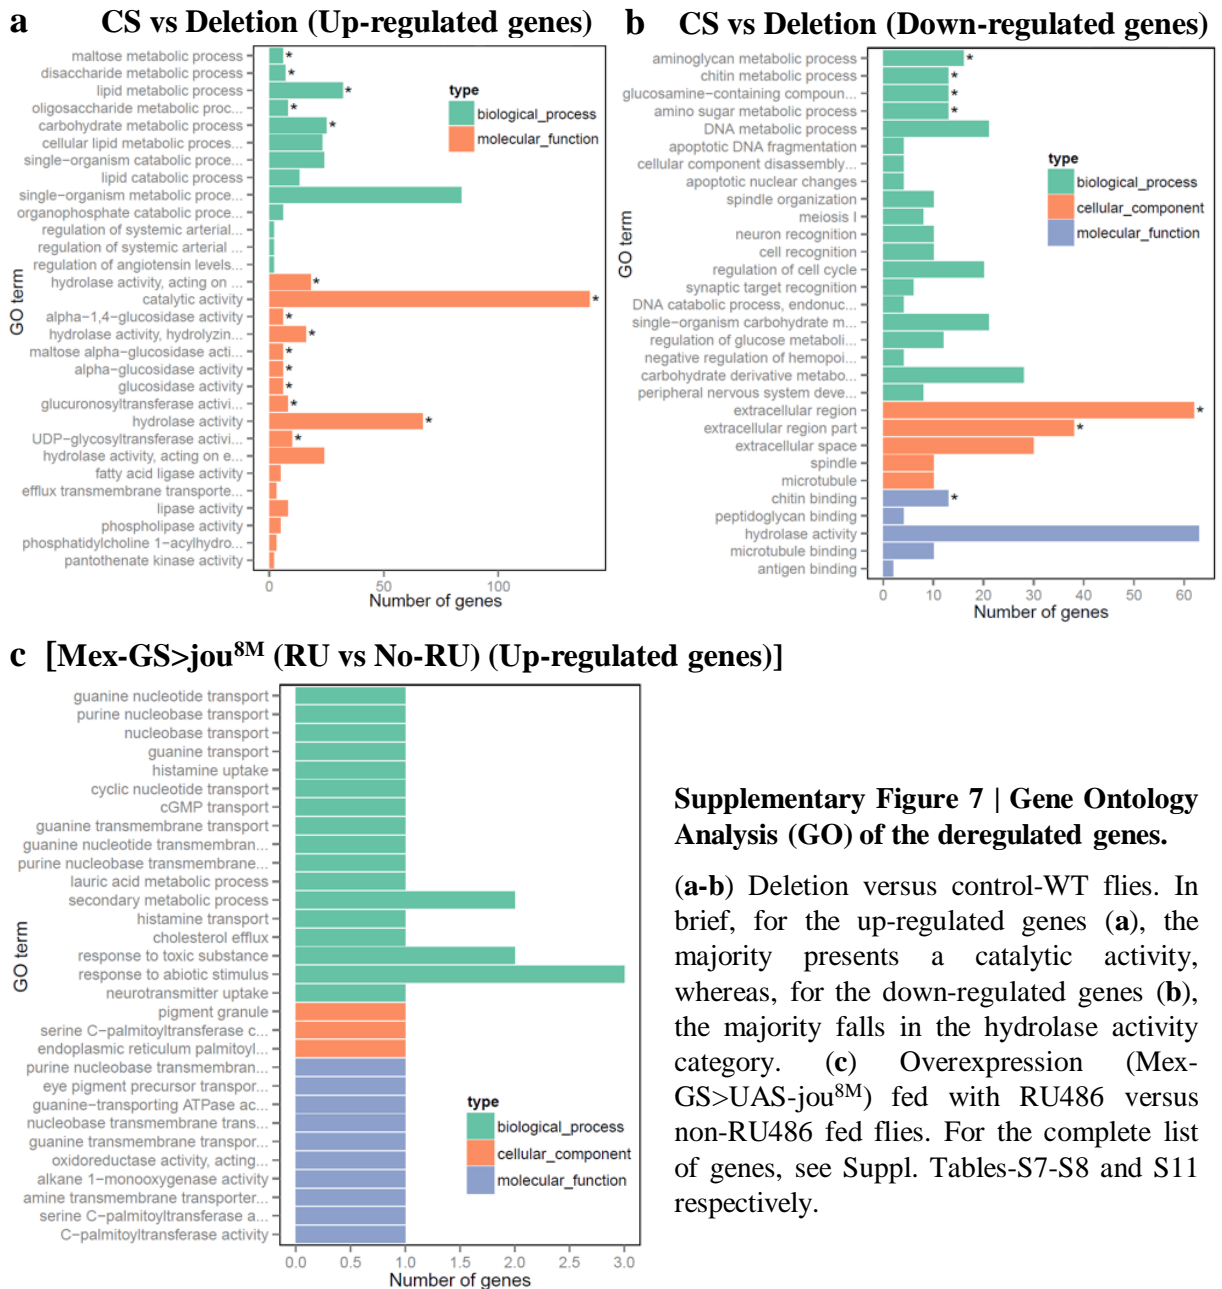 a CS vs Deletion (Up-regulated genes)
maltose metabolic process
disaccharide metabolic process
lipid metabolic process
oligosaccharide metabolic proc...
carbohydrate metabolic process
cellular lipid metabolic proces...
single−organism catabolic proce...
lipid catabolic process
single−organism metabolic proce...
organophosphate catabolic proce...
regulation of systemic arterial...
regulation of systemic arterial ...
regulation of angiotensin levels...
hydrolase activity, acting on ...
catalytic activity
alpha−1,4−glucosidase activity
hydrolase activity, hydrolyzin...
maltose alpha−glucosidase acti...
alpha−glucosidase activity
glucosidase activity
glucuronosyltransferase activi...
hydrolase activity
UDP−glycosyltransferase activi...
hydrolase activity, acting on e...
fatty acid ligase activity
efflux transmembrane transporte...
lipase activity
phospholipase activity
phosphatidylcholine 1−acylhydro...
pantothenate kinase activity
GO term
* * * * * * * * * * * * * * *
type
biological_process
molecular_function
0 50 100
Number of genes
b CS vs Deletion (Down-regulated genes)
aminoglycan metabolic process
chitin metabolic process
glucosamine−containing compoun...
amino sugar metabolic process
DNA metabolic process
apoptotic DNA fragmentation
cellular component disassembly...
apoptotic nuclear changes
spindle organization
meiosis I
neuron recognition
cell recognition
regulation of cell cycle
synaptic target recognition
DNA catabolic process, endonuc...
single−organism carbohydrate m...
regulation of glucose metaboli...
negative regulation of hemopoi...
carbohydrate derivative metabo...
peripheral nervous system deve...
extracellular region
extracellular region part
extracellular space
spindle
microtubule
chitin binding
peptidoglycan binding
hydrolase activity
microtubule binding
antigen binding
GO term
* * * * * * *
type
biological_process
cellular_component
molecular_function
0 10 20 30 40 50 60
Number of genes
c [Mex-GS>jou8M (RU vs No-RU) (Up-regulated genes)]
guanine nucleotide transport
purine nucleobase transport
nucleobase transport
guanine transport
histamine uptake
cyclic nucleotide transport
cGMP transport
guanine transmembrane transport
guanine nucleotide transmembran...
purine nucleobase transmembrane...
lauric acid metabolic process
secondary metabolic process
histamine transport
cholesterol efflux
response to toxic substance
response to abiotic stimulus
neurotransmitter uptake
pigment granule
serine C−palmitoyltransferase c...
endoplasmic reticulum palmitoyl...
purine nucleobase transmembran...
eye pigment precursor transpor...
guanine−transporting ATPase ac...
nucleobase transmembrane trans...
guanine transmembrane transpor...
oxidoreductase activity, acting...
alkane 1−monooxygenase activity
amine transmembrane transporter...
serine C−palmitoyltransferase a...
C−palmitoyltransferase activity
GO term
type
biological_process
cellular_component
molecular_function
0.0 0.5 1.0 1.5 2.0 2.5 3.0
Number of genes
Supplementary Figure 7 | Gene Ontology
Analysis (GO) of the deregulated genes.
(a-b) Deletion versus control-WT flies. In
brief, for the up-regulated genes (a), the
majority presents a catalytic activity,
whereas, for the down-regulated genes (b),
the majority falls in the hydrolase activity
category. (c) Overexpression (Mex-
GS>UAS-jou8M) fed with RU486 versus
non-RU486 fed flies. For the complete list
of genes, see Suppl. Tables-S7-S8 and S11
respectively.